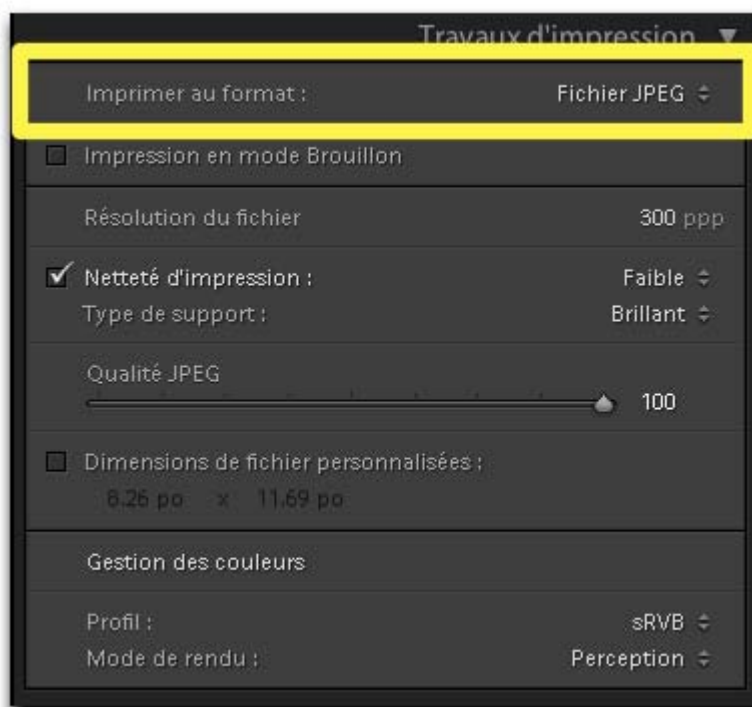 Travaux d'impression
Imprimer au format : Fichier JPEG
Impression en mode Brouillon
Résolution du fichier 300 ppp
Netteté d'impression : Faible
Type de support : Brillant
Qualité JPEG
100
Dimensions de fichier personnalisées :
8.26 po x 11.69 po
Gestion des couleurs
Profil : sRVB
Mode de rendu : Perception